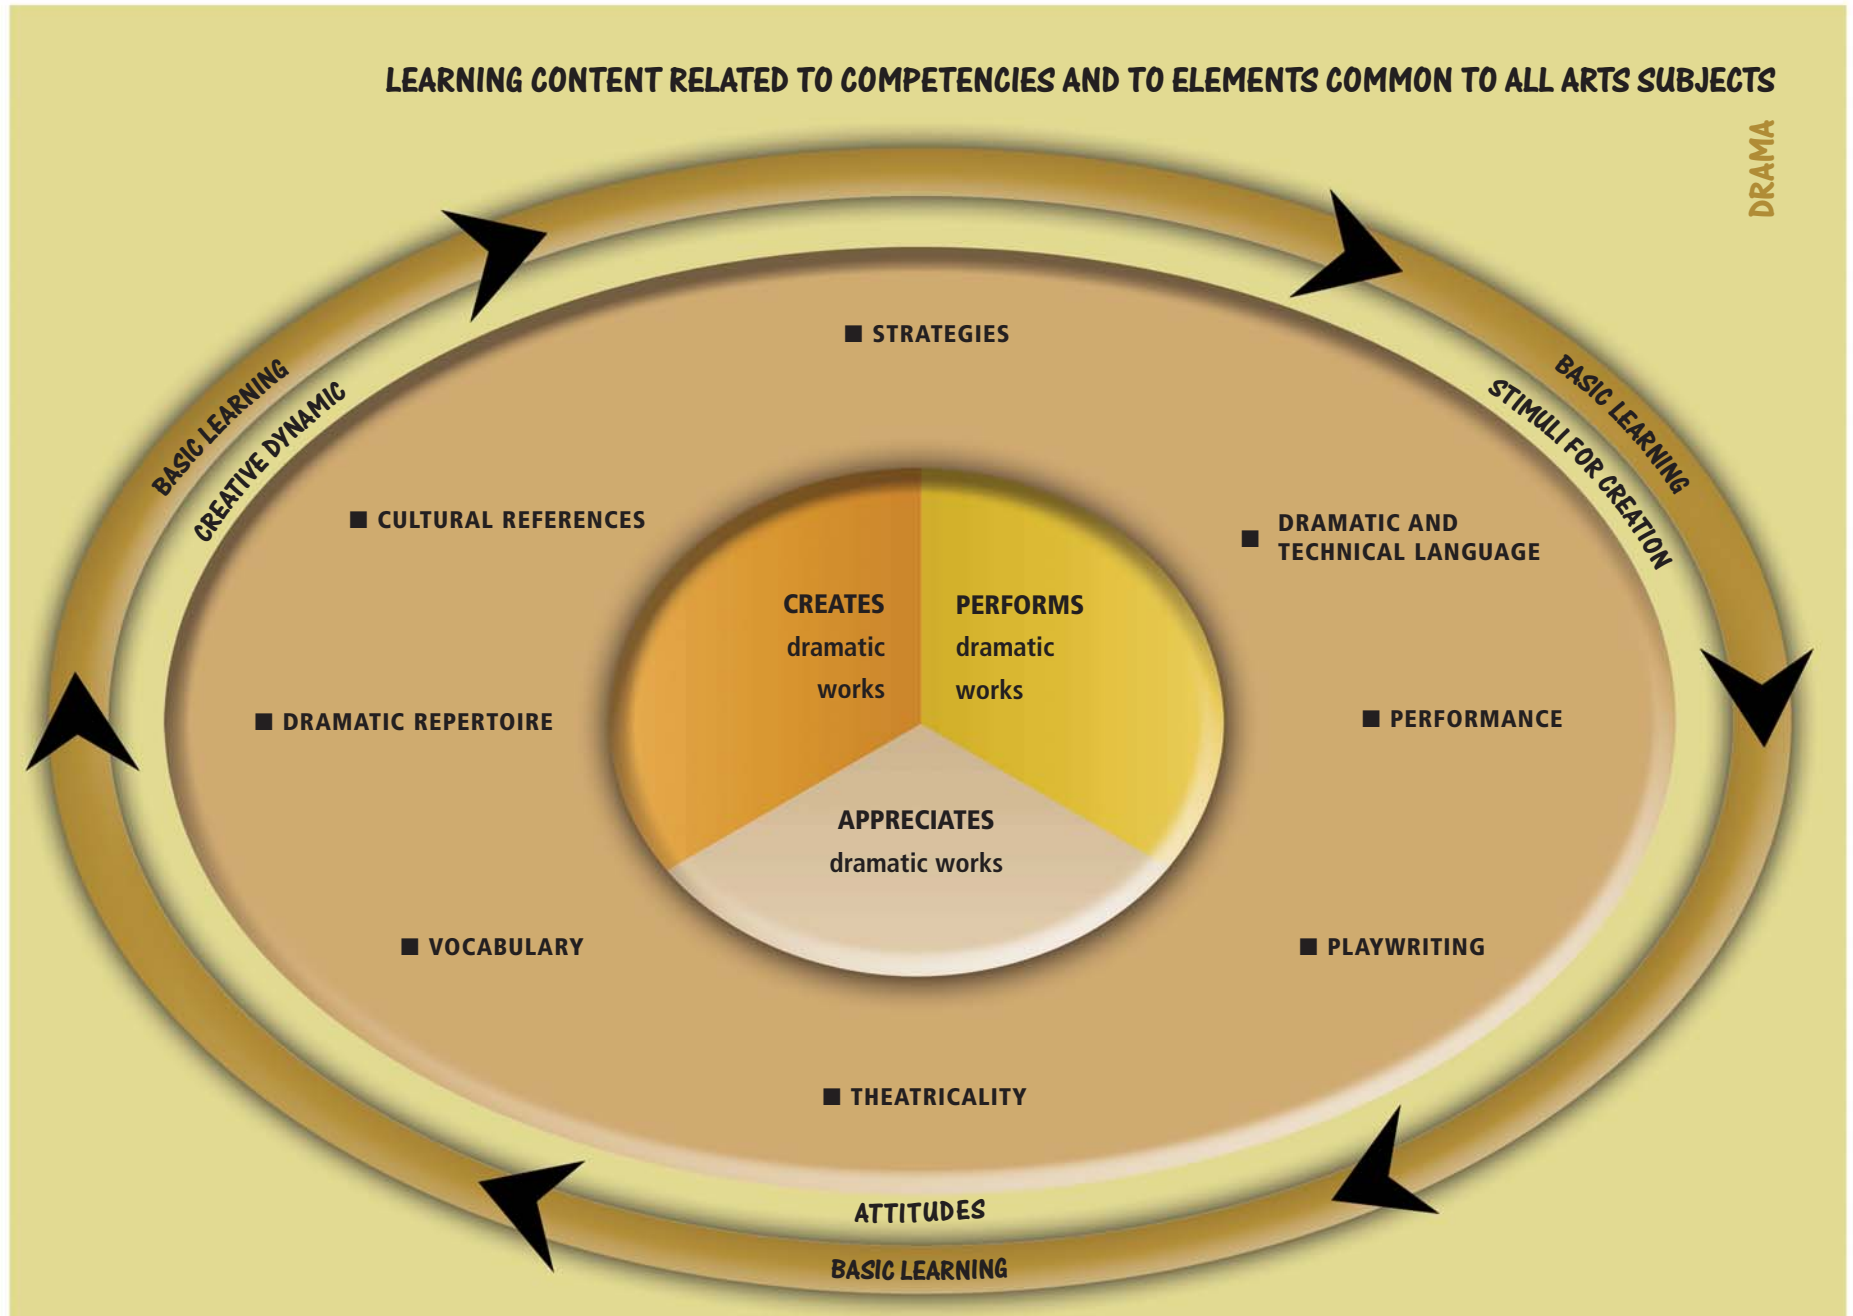 LEARNING CONTENT RELATED TO COMPETENCIES AND TO ELEMENTS COMMON TO ALL ARTS SUBJECTS
DRAMA
BASIC LEARNING
CREATIVE DYNAMIC
BASIC LEARNING
STIMULI FOR CREATION
■ STRATEGIES
■ CULTURAL REFERENCES
■ DRAMATIC AND
TECHNICAL LANGUAGE
CREATES
dramatic
works
PERFORMS
dramatic
works
■ DRAMATIC REPERTOIRE
■ PERFORMANCE
APPRECIATES
dramatic works
■ VOCABULARY
■ PLAYWRITING
■ THEATRICALITY
ATTITUDES
BASIC LEARNING